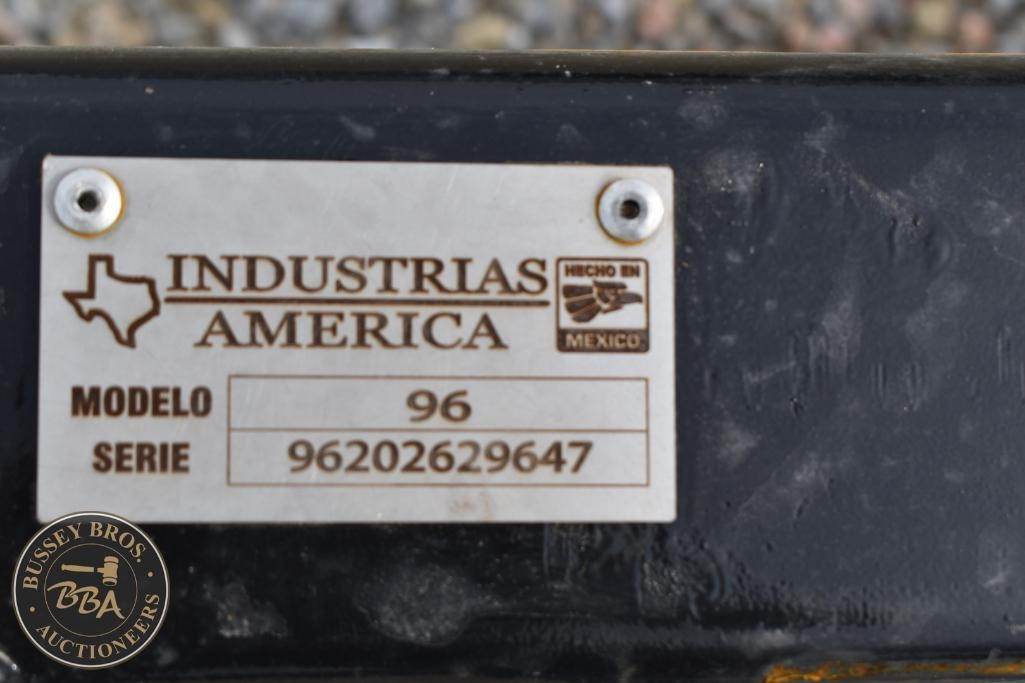 INDUSTRIAS
AMERICA
HECHO EN
MEXICO
MODELO 96
SERIE 96202629647
BUSSEY BROS.
BBA
AUCTIONEERS